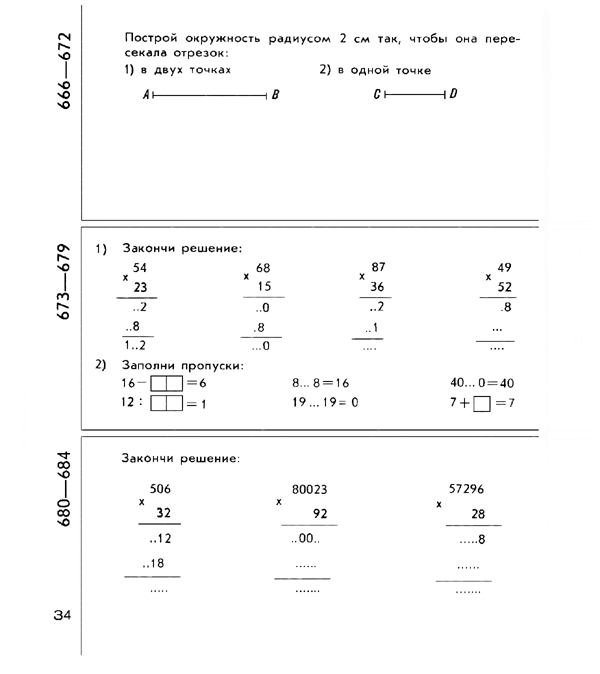 666—672
Построй окружность радиусом 2 см так, чтобы она пере-
секала отрезок:
1) в двух точках 2) в одной точке
A B C D
673—679
1) Закончи решение:
54 68 87 49
x x x x
23 15 36 52
..2 ..0 ..2 .8
..8 .8 ..1 ...
1..2 ...0 .... ....
2) Заполни пропуски:
16− =6 8...8=16 40...0=40
12: =1 19...19=0 7+ =7
680—684
Закончи решение:
506 80023 57296
x x x
32 92 28
..12 ..00.. .....8
..18 ...... ......
..... ....... .......
34